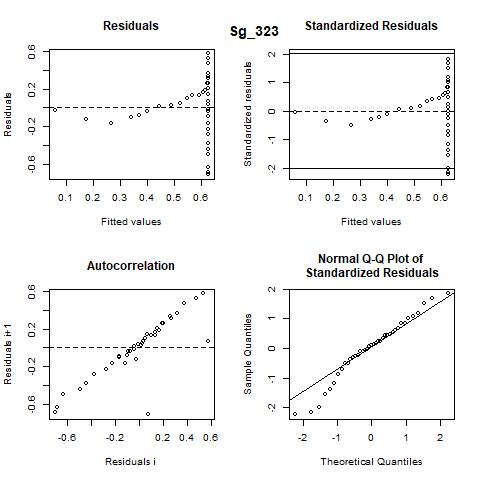 Sg_323
Residuals
Residuals
0.6
0.2
-0.2
-0.6
0.1 0.2 0.3 0.4 0.5 0.6
Fitted values
Standardized Residuals
Standardized residuals
2
1
0
-1
-2
0.1 0.2 0.3 0.4 0.5 0.6
Fitted values
Autocorrelation
Residuals i+1
0.6
0.2
-0.2
-0.6
-0.6 -0.2 0.2 0.6
Residuals i
Normal Q-Q Plot of
Standardized Residuals
Sample Quantiles
2
1
0
-1
-2
-2 -1 0 1 2
Theoretical Quantiles